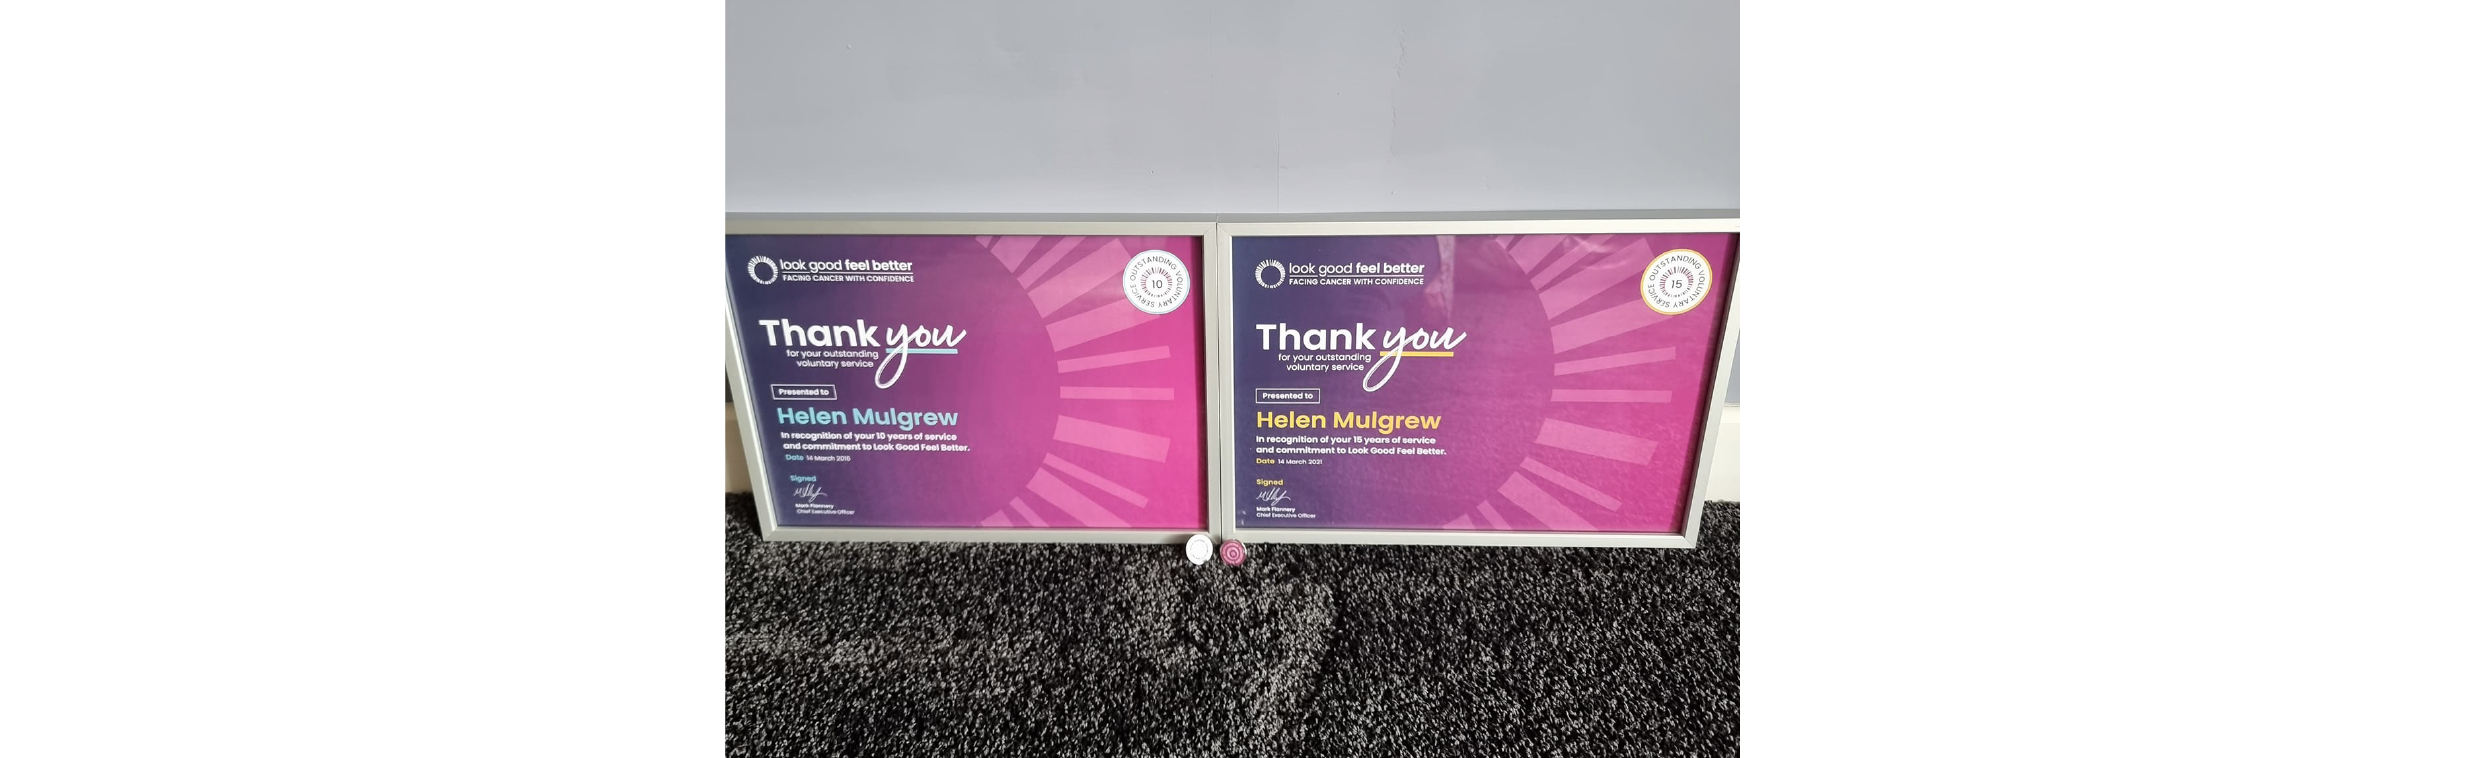 look good feel better
FACING CANCER WITH CONFIDENCE
OUTSTANDING VOLUNTARY SERVICE
10
Thank you
for your outstanding
voluntary service
Presented to
Helen Mulgrew
In recognition of your 10 years of service
and commitment to Look Good Feel Better.
Date 14 March 2016
Signed
Mark Flannery
Chief Executive Officer
look good feel better
FACING CANCER WITH CONFIDENCE
OUTSTANDING VOLUNTARY SERVICE
15
Thank you
for your outstanding
voluntary service
Presented to
Helen Mulgrew
In recognition of your 15 years of service
and commitment to Look Good Feel Better.
Date 14 March 2021
Signed
Mark Flannery
Chief Executive Officer